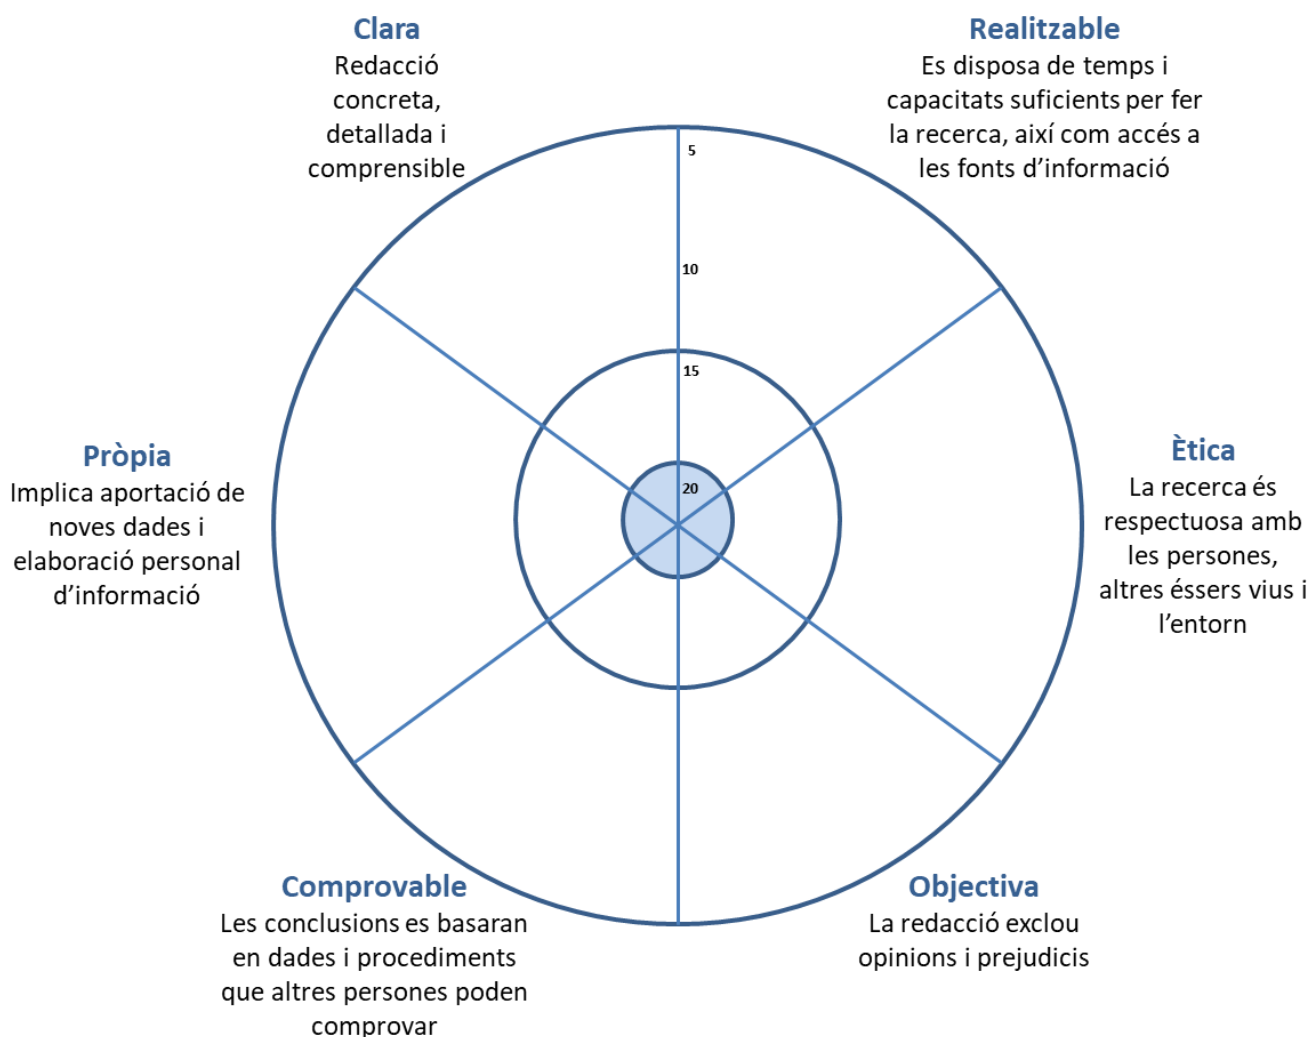 Clara
Redacció
concreta,
detallada i
comprensible
Realitzable
Es disposa de temps i
capacitats suficients per fer
la recerca, així com accés a
les fonts d'informació
5
10
15
20
Pròpia
Implica aportació de
noves dades i
elaboració personal
d'informació
Ètica
La recerca és
respectuosa amb
les persones,
altres éssers vius i
l'entorn
Comprovable
Les conclusions es basaran
en dades i procediments
que altres persones poden
comprovar
Objectiva
La redacció exclou
opinions i prejudicis